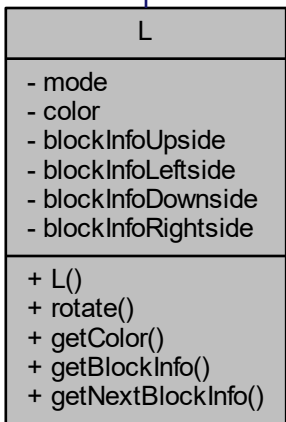 L
- mode
- color
- blockInfoUpside
- blockInfoLeftside
- blockInfoDownside
- blockInfoRightside
+ L()
+ rotate()
+ getColor()
+ getBlockInfo()
+ getNextBlockInfo()